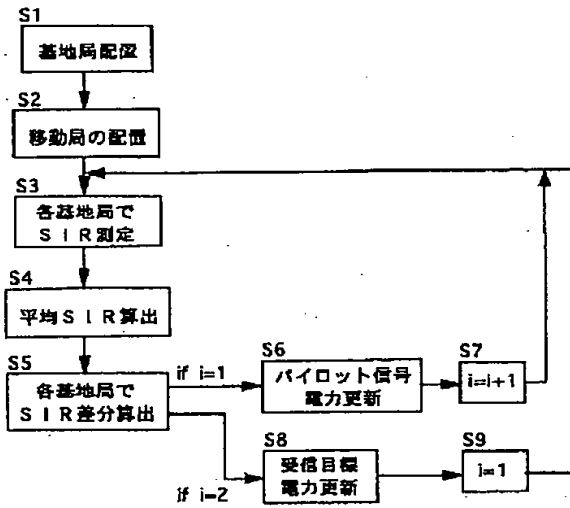 S1
基地局配置
S2
移動局の配置
S3
各基地局で
SIR測定
S4
平均SIR算出
S5
各基地局で
SIR差分算出
if i=1
S6
パイロット信号
電力更新
S7
i=i+1
if i=2
S8
受信目標
電力更新
S9
i=1